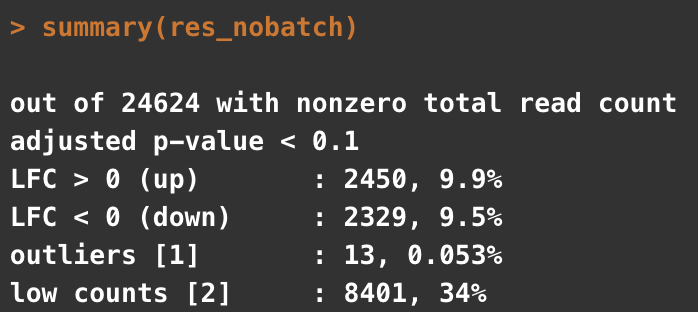 > summary(res_nobatch)
out of 24624 with nonzero total read count
adjusted p-value < 0.1
LFC > 0 (up)       : 2450, 9.9%
LFC < 0 (down)     : 2329, 9.5%
outliers [1]       : 13, 0.053%
low counts [2]     : 8401, 34%